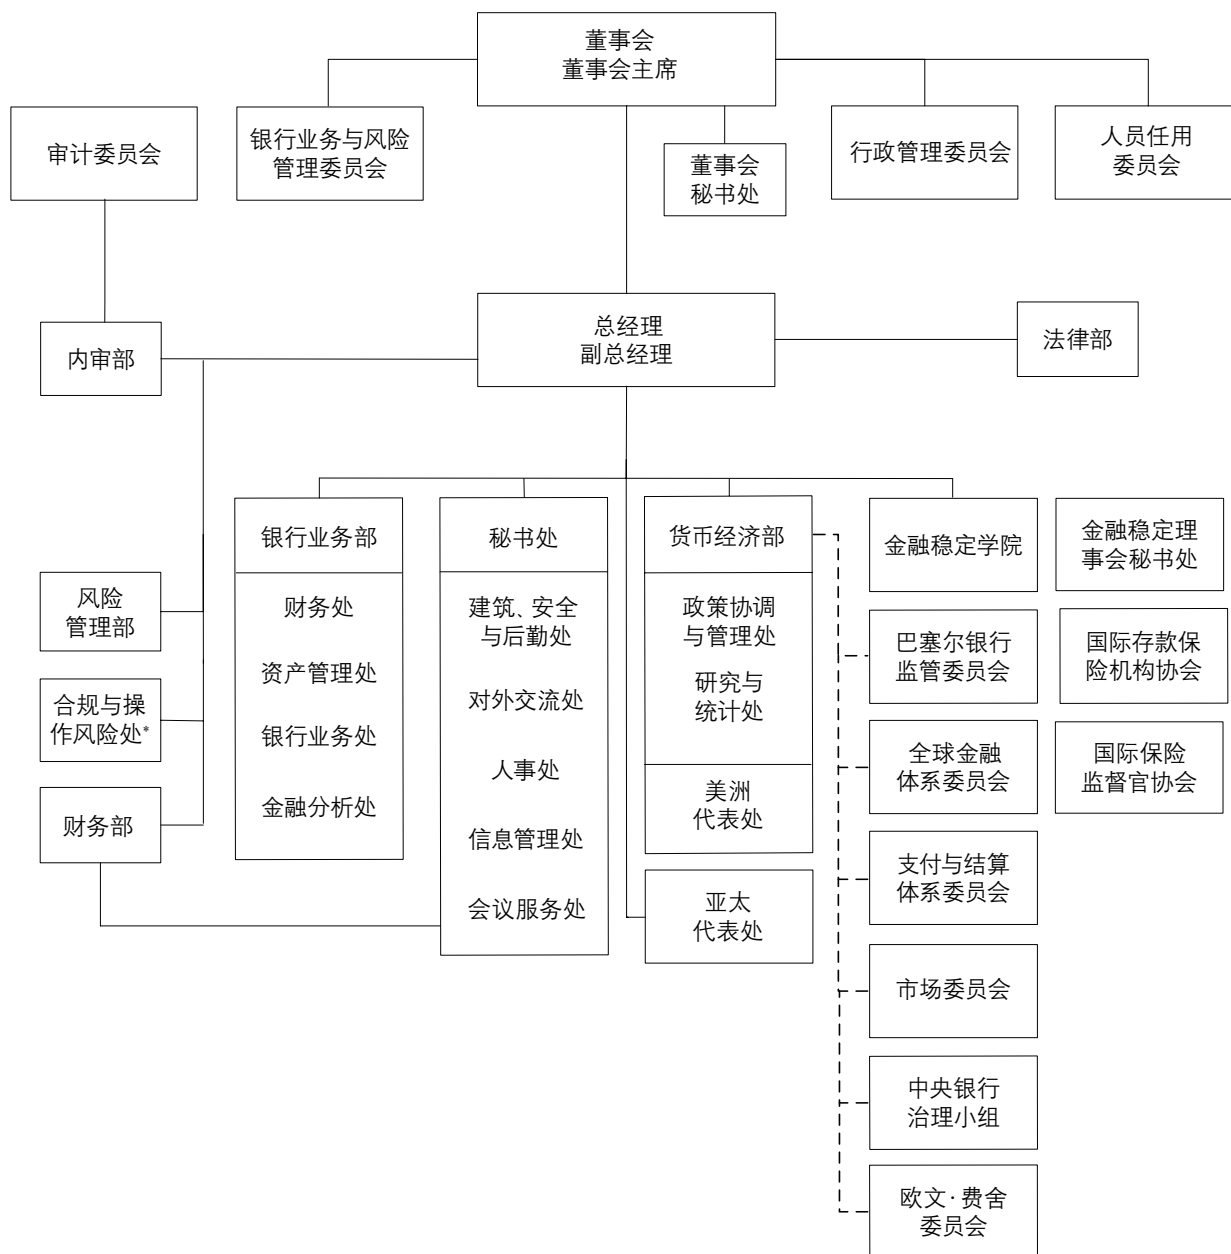 董事会
董事会主席
审计委员会
银行业务与风险
管理委员会
董事会
秘书处
行政管理委员会
人员任用
委员会
总经理
副总经理
内审部
法律部
银行业务部
财务处
资产管理处
银行业务处
金融分析处
秘书处
建筑、安全
与后勤处
对外交流处
人事处
信息管理处
会议服务处
货币经济部
政策协调
与管理处
研究与
统计处
美洲
代表处
亚太
代表处
风险
管理部
合规与操
作风险处*
财务部
金融稳定学院
金融稳定理
事会秘书处
巴塞尔银行
监管委员会
国际存款保
险机构协会
全球金融
体系委员会
国际保险
监督官协会
支付与结算
体系委员会
市场委员会
中央银行
治理小组
欧文·费舍
委员会